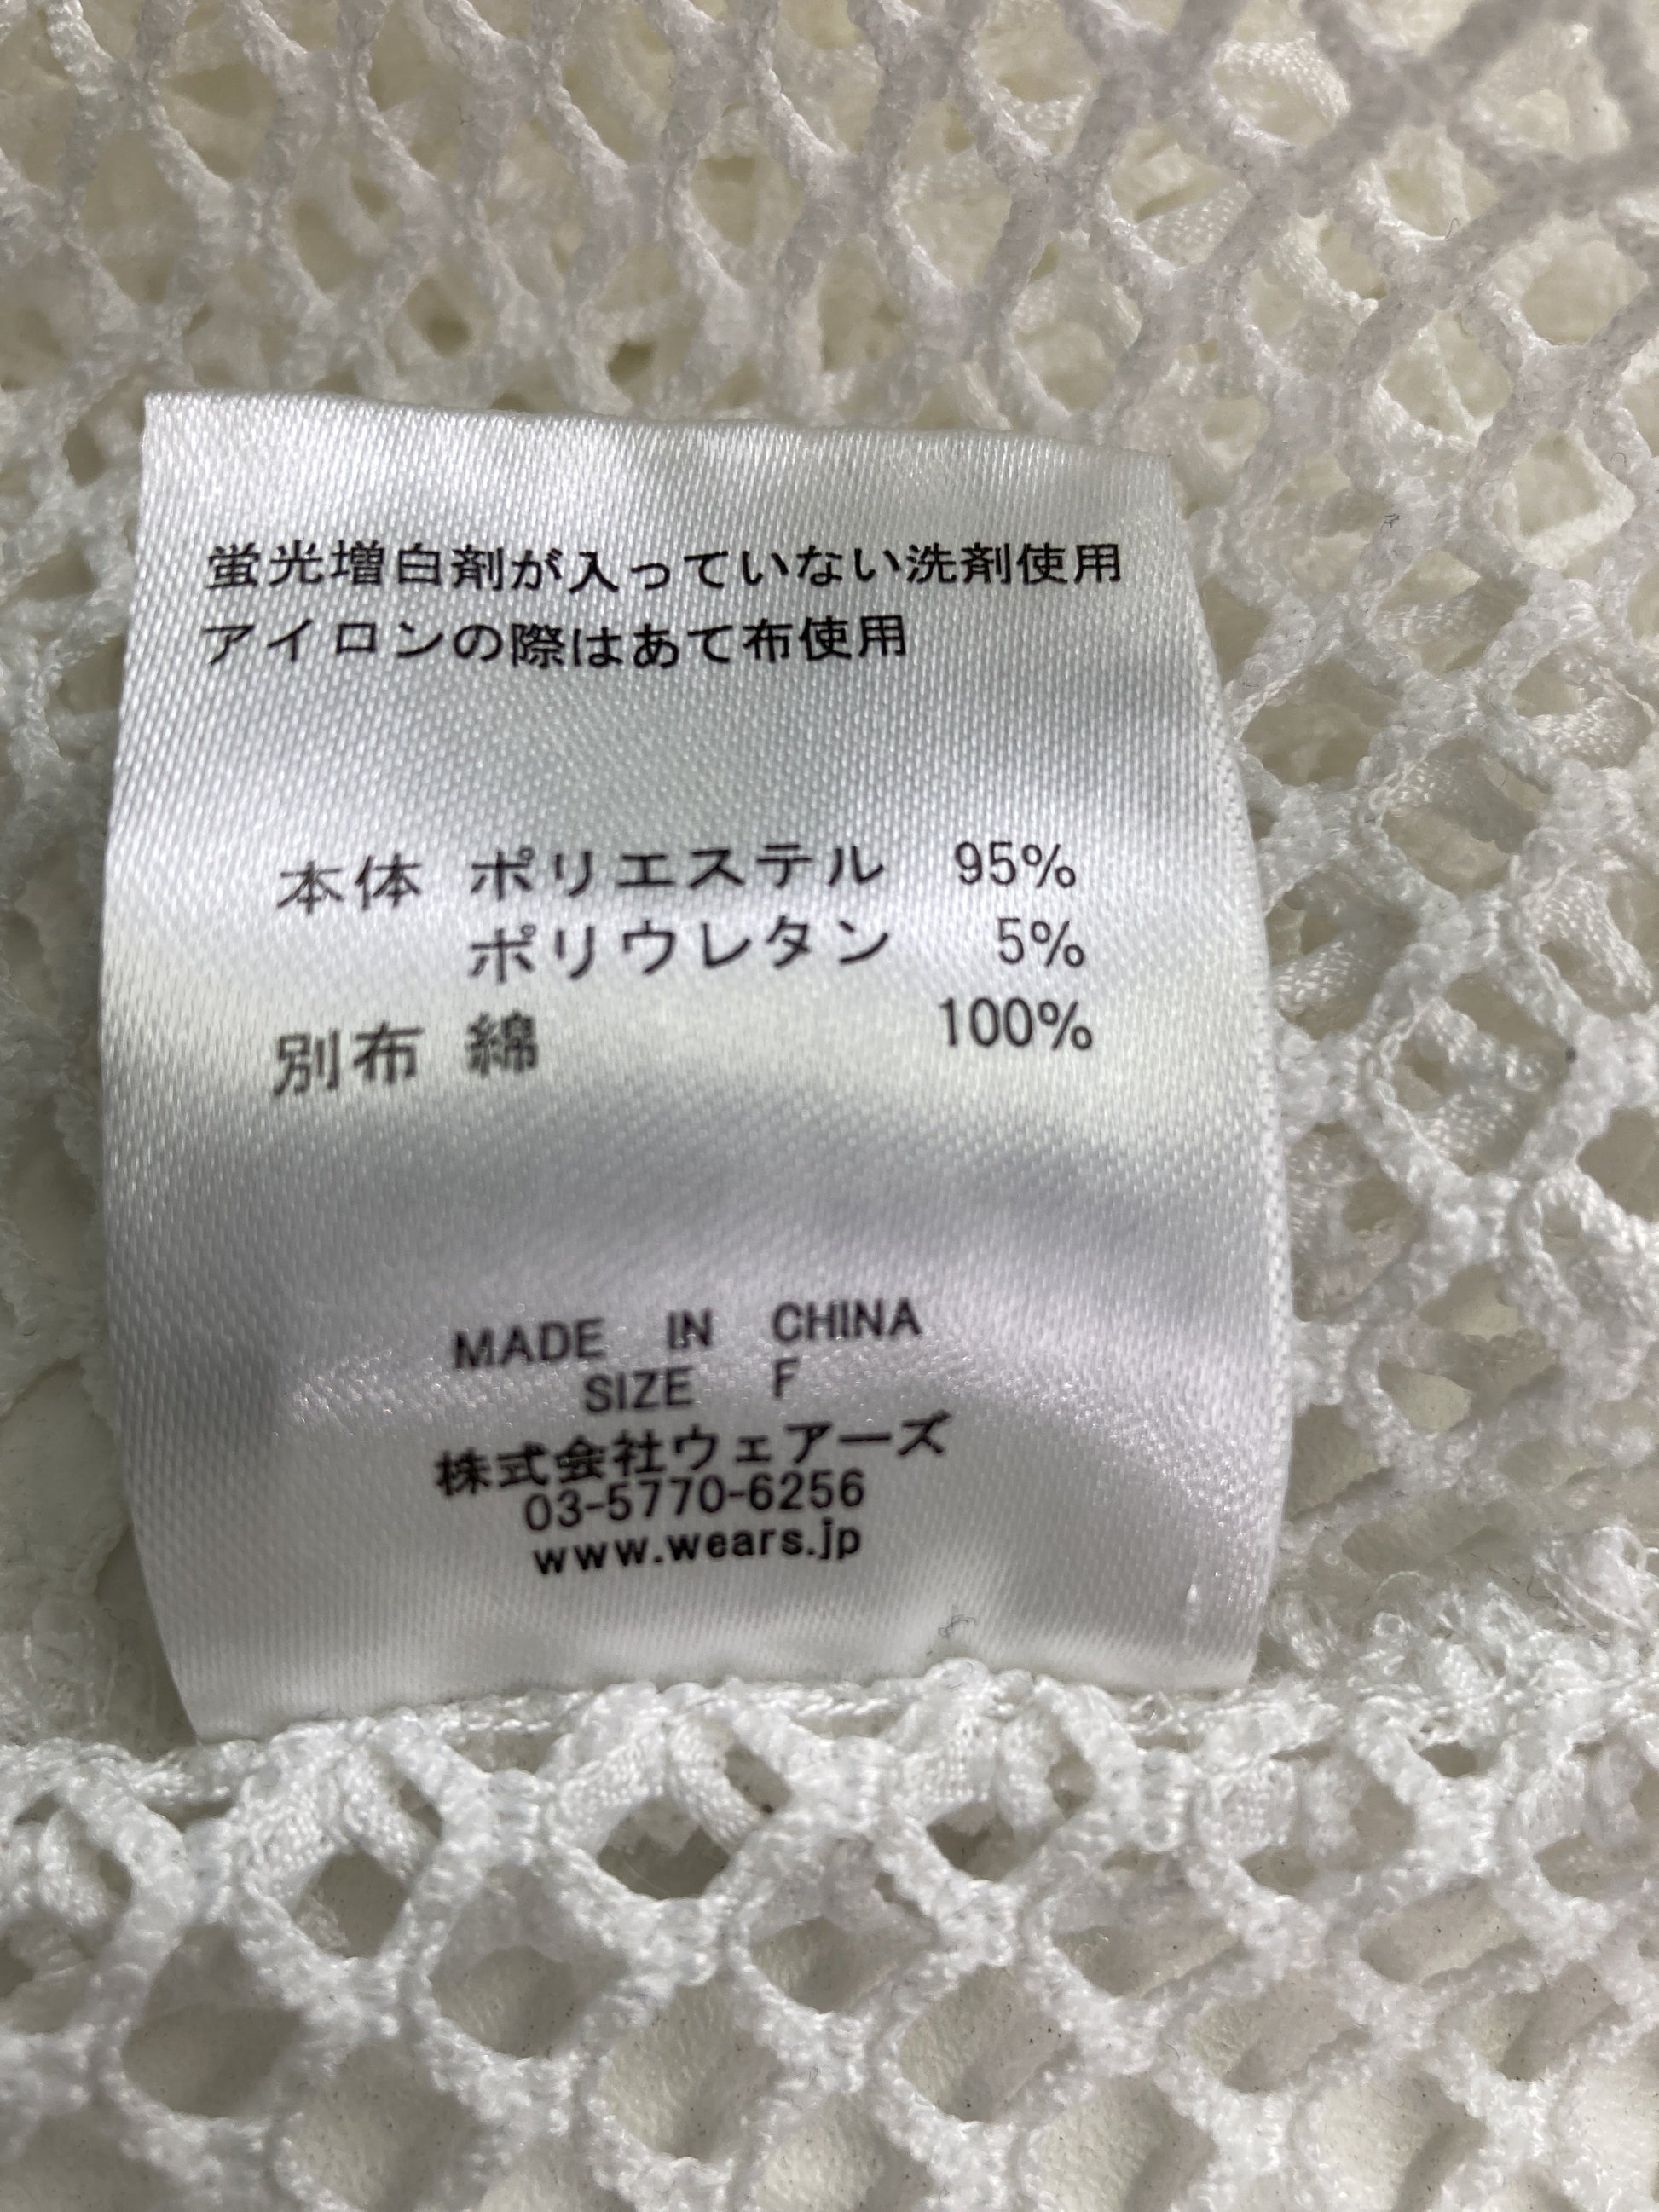 蛍光増白剤が入っていない洗剤使用
アイロンの際はあて布使用
本体 ポリエステル 95%
ポリウレタン 5%
別布 綿 100%
MADE IN CHINA
SIZE F
株式会社ウェアーズ
03-5770-6256
www.wears.jp